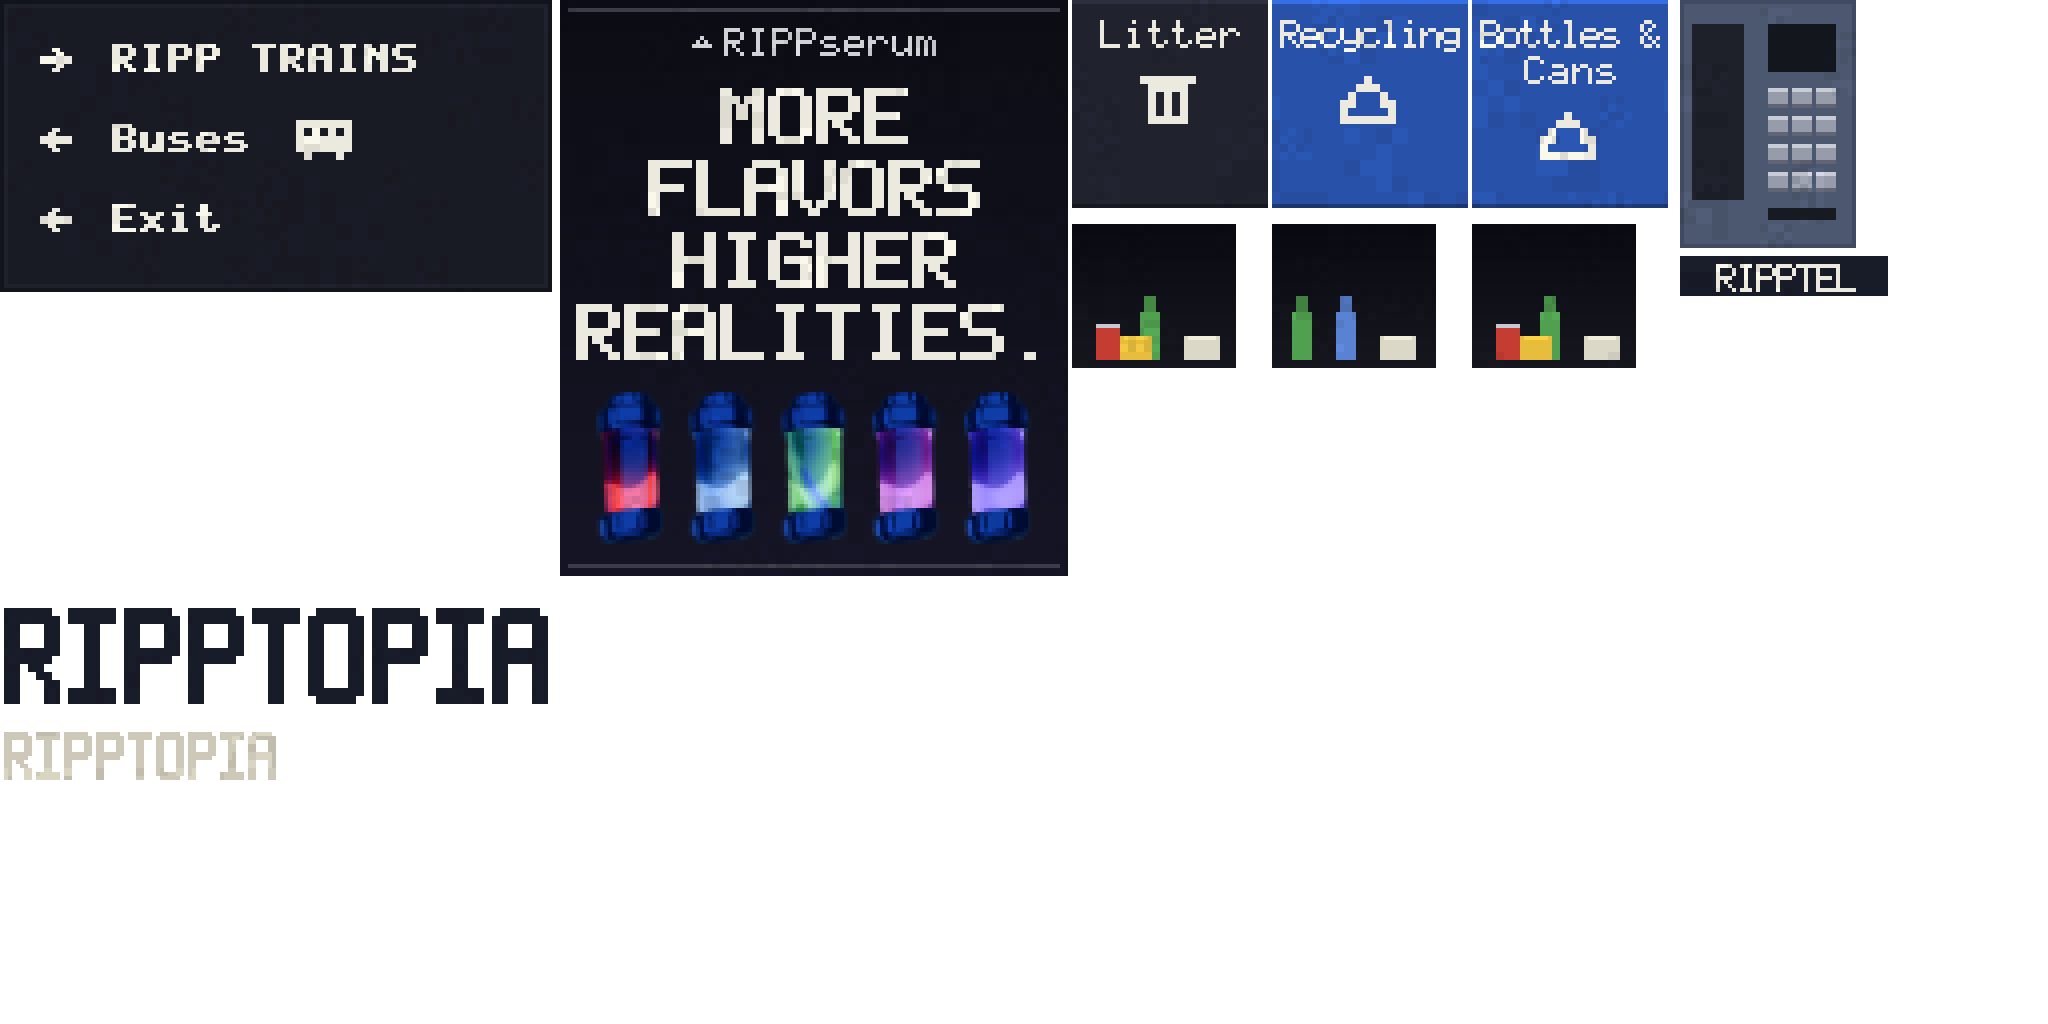 → RIPP TRAINS
← Buses
← Exit
RIPPserum
MORE
FLAVORS
HIGHER
REALITIES.
Litter
Recycling
Bottles &
Cans
RIPPTEL
RIPPTOPIA
RIPPTOPIA